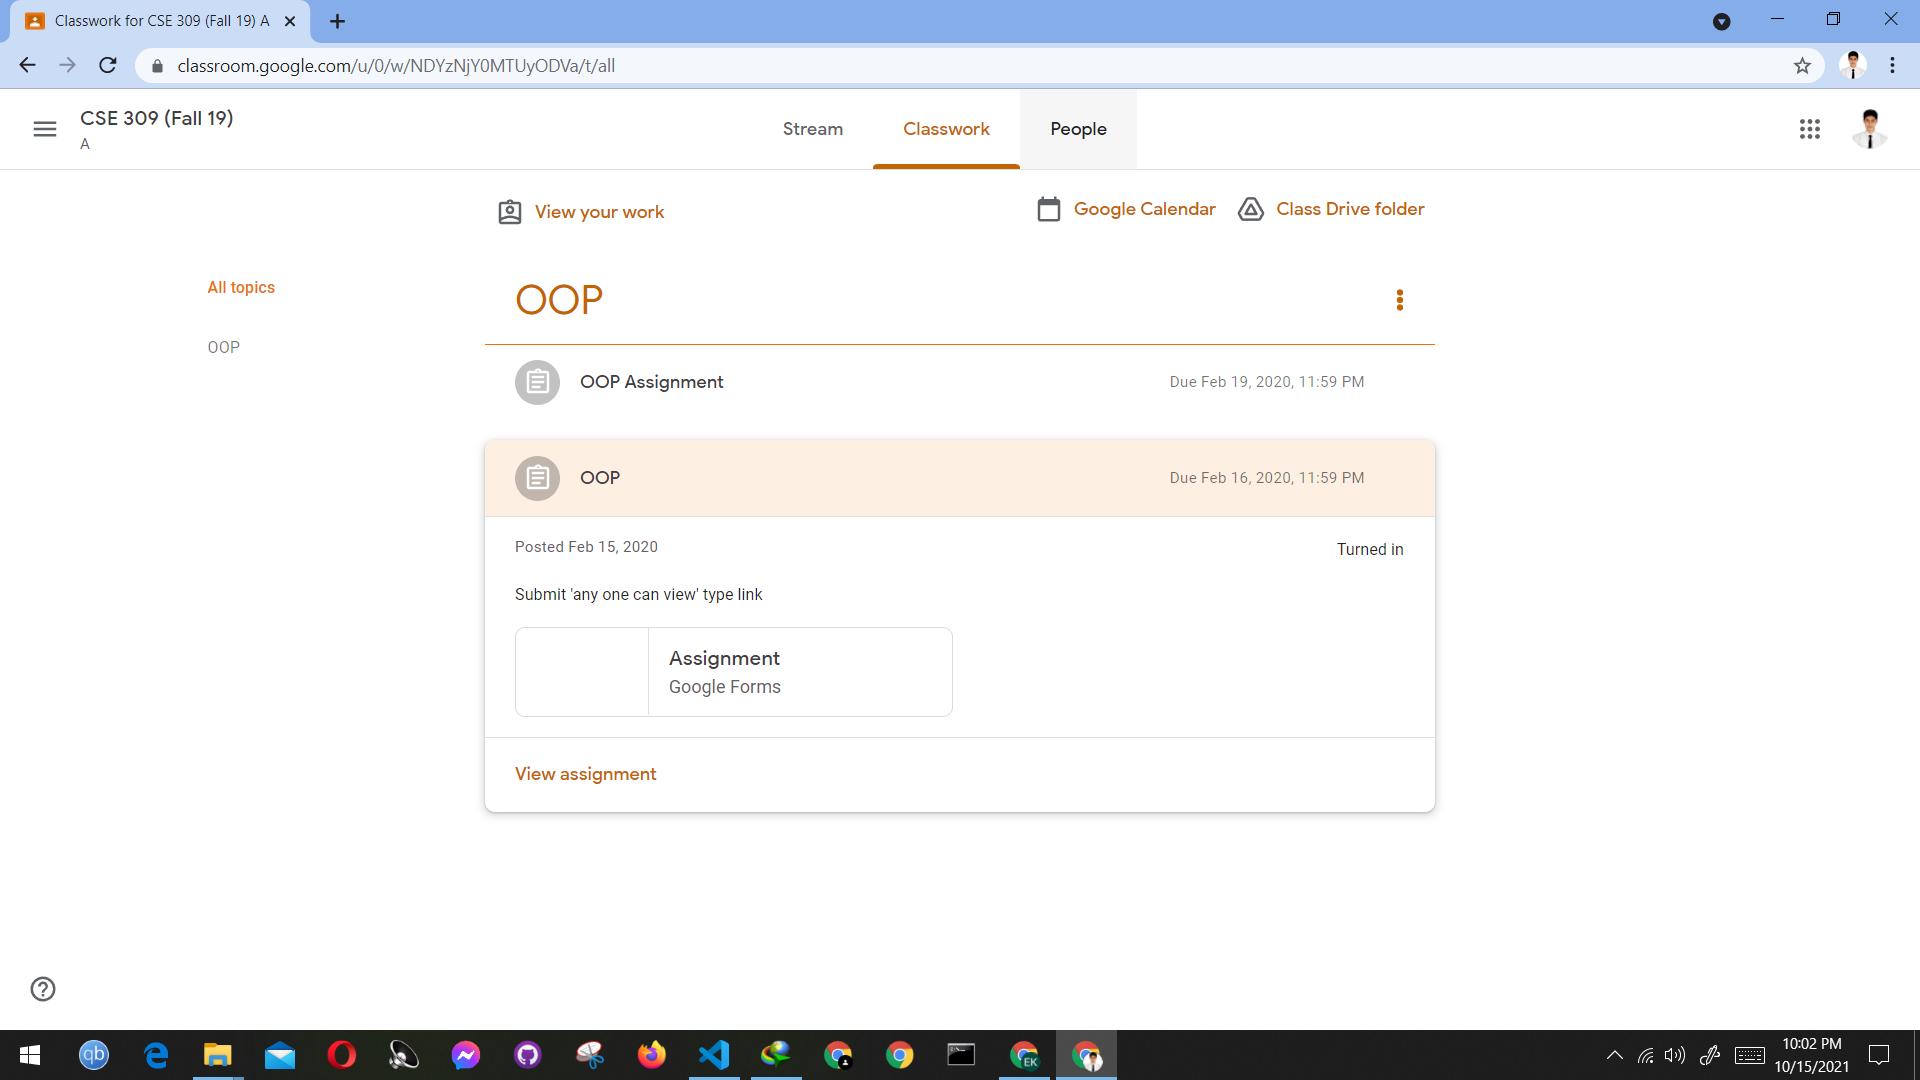 Classwork for CSE 309 (Fall 19) A
classroom.google.com/u/0/w/NDYzNjY0MTUyODVa/t/all
CSE 309 (Fall 19)
A
Stream
Classwork
People
View your work
Google Calendar
Class Drive folder
All topics
OOP
OOP
OOP Assignment
Due Feb 19, 2020, 11:59 PM
OOP
Due Feb 16, 2020, 11:59 PM
Posted Feb 15, 2020
Turned in
Submit 'any one can view' type link
Assignment
Google Forms
View assignment
qb
EK
10:02 PM
10/15/2021